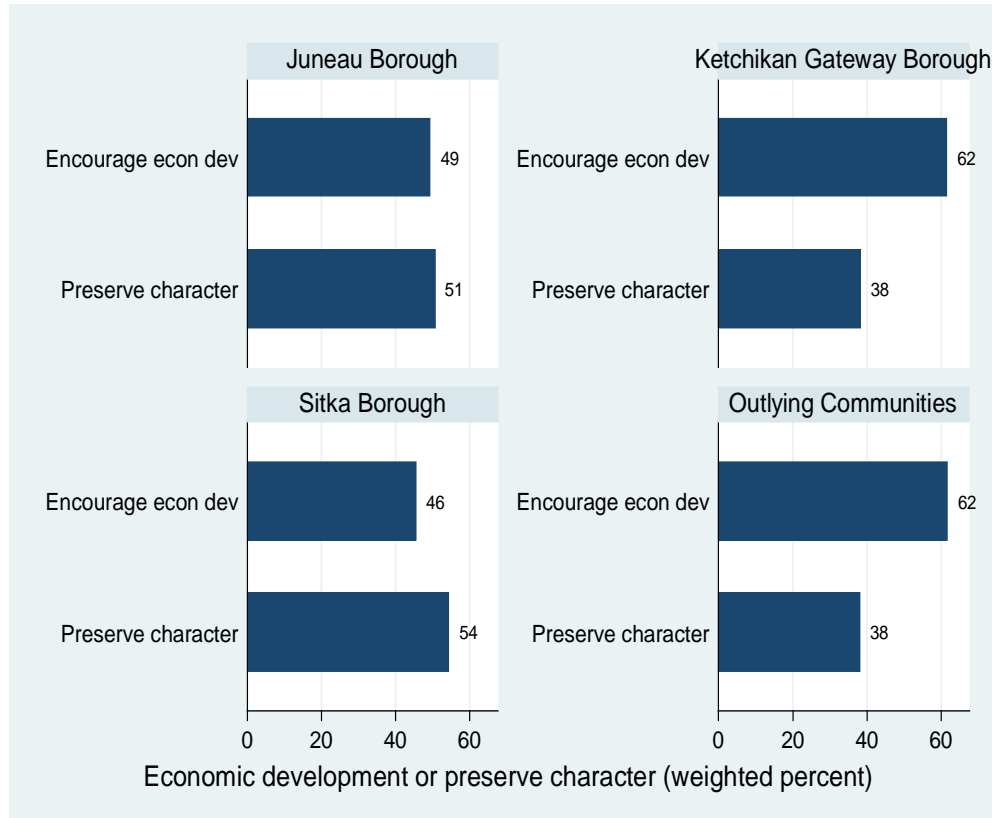 Juneau Borough
Encourage econ dev
49
Preserve character
51
Ketchikan Gateway Borough
Encourage econ dev
62
Preserve character
38
Sitka Borough
Encourage econ dev
46
Preserve character
54
0 20 40 60
Outlying Communities
Encourage econ dev
62
Preserve character
38
0 20 40 60
Economic development or preserve character (weighted percent)